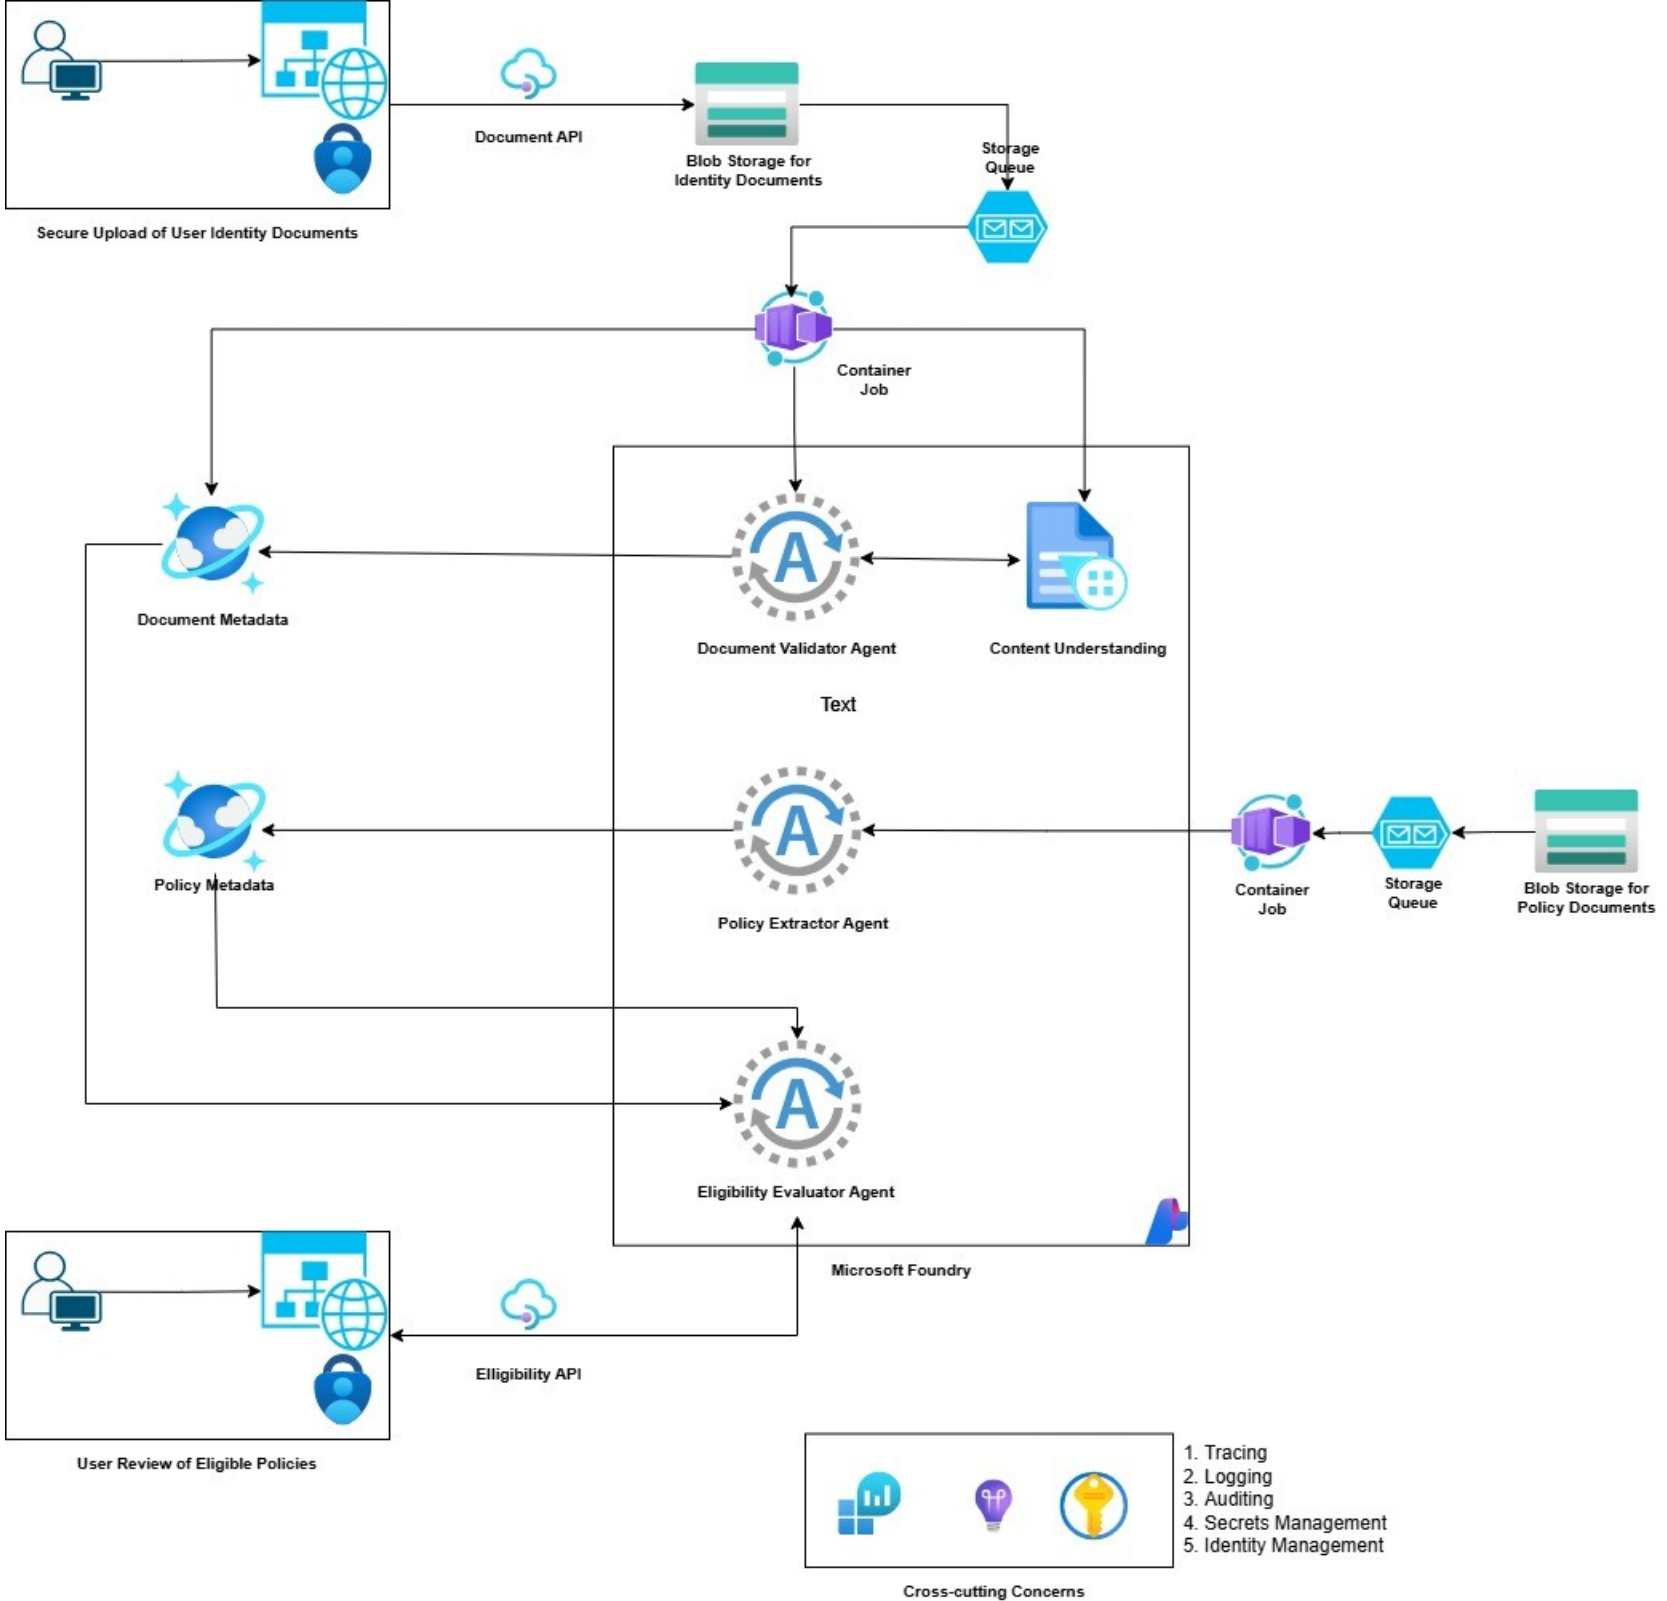 Document API
Blob Storage for
Identity Documents
Storage
Queue
Secure Upload of User Identity Documents
Container
Job
Document Metadata
Document Validator Agent
Content Understanding
Text
Policy Metadata
Policy Extractor Agent
Container
Job
Storage
Queue
Blob Storage for
Policy Documents
Eligibility Evaluator Agent
Microsoft Foundry
Elligibility API
User Review of Eligible Policies
1. Tracing
2. Logging
3. Auditing
4. Secrets Management
5. Identity Management
Cross-cutting Concerns